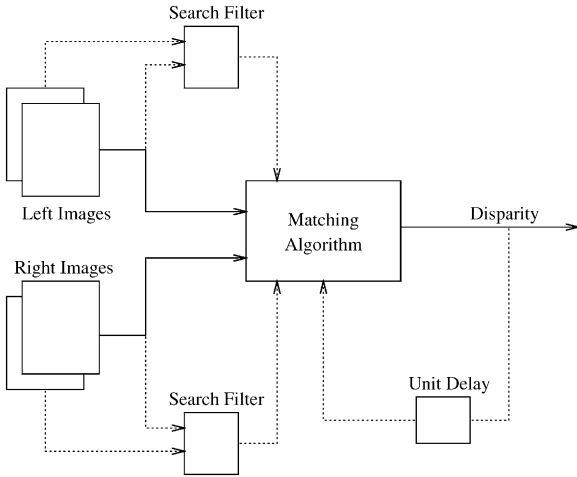 Search Filter
Left Images
Matching
Algorithm
Disparity
Right Images
Search Filter
Unit Delay